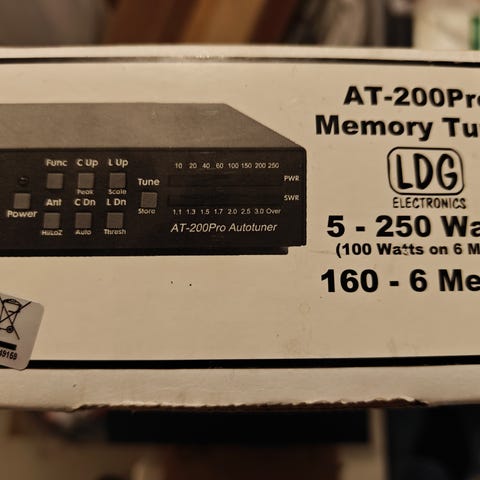 AT-200Pro
Memory Tu
LDG
ELECTRONICS
5 - 250 Wa
(100 Watts on 6 M
160 - 6 Me
Func C Up L Up
Peak Scale
Ant C Dn L Dn
HiLoZ Auto Thresh
Power
Tune
Store
10 20 40 60 100 150 200 250
PWR
SWR
1.1 1.3 1.5 1.7 2.0 2.5 3.0 Over
AT-200Pro Autotuner